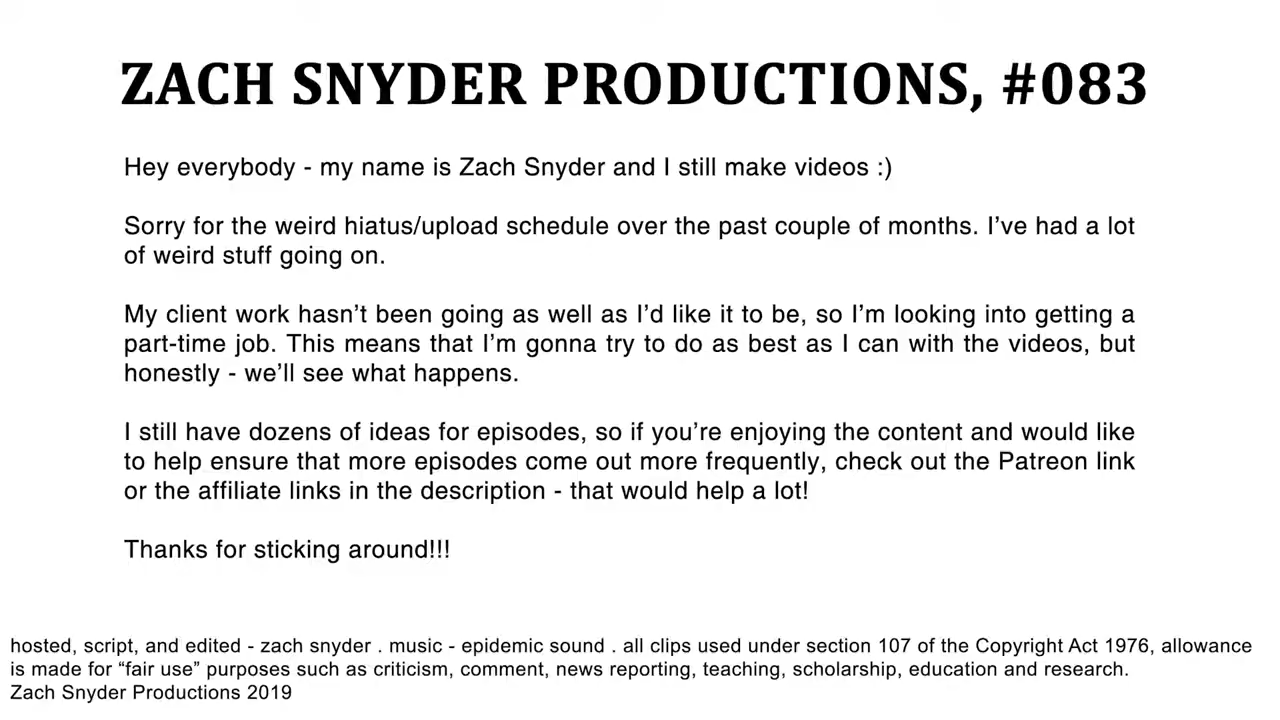 ZACH SNYDER PRODUCTIONS, #083
Hey everybody - my name is Zach Snyder and I still make videos :)
Sorry for the weird hiatus/upload schedule over the past couple of months. I’ve had a lot
of weird stuff going on.
My client work hasn’t been going as well as I’d like it to be, so I’m looking into getting a
part-time job. This means that I’m gonna try to do as best as I can with the videos, but
honestly - we’ll see what happens.
I still have dozens of ideas for episodes, so if you’re enjoying the content and would like
to help ensure that more episodes come out more frequently, check out the Patreon link
or the affiliate links in the description - that would help a lot!
Thanks for sticking around!!!
hosted, script, and edited - zach snyder . music - epidemic sound . all clips used under section 107 of the Copyright Act 1976, allowance
is made for “fair use” purposes such as criticism, comment, news reporting, teaching, scholarship, education and research.
Zach Snyder Productions 2019